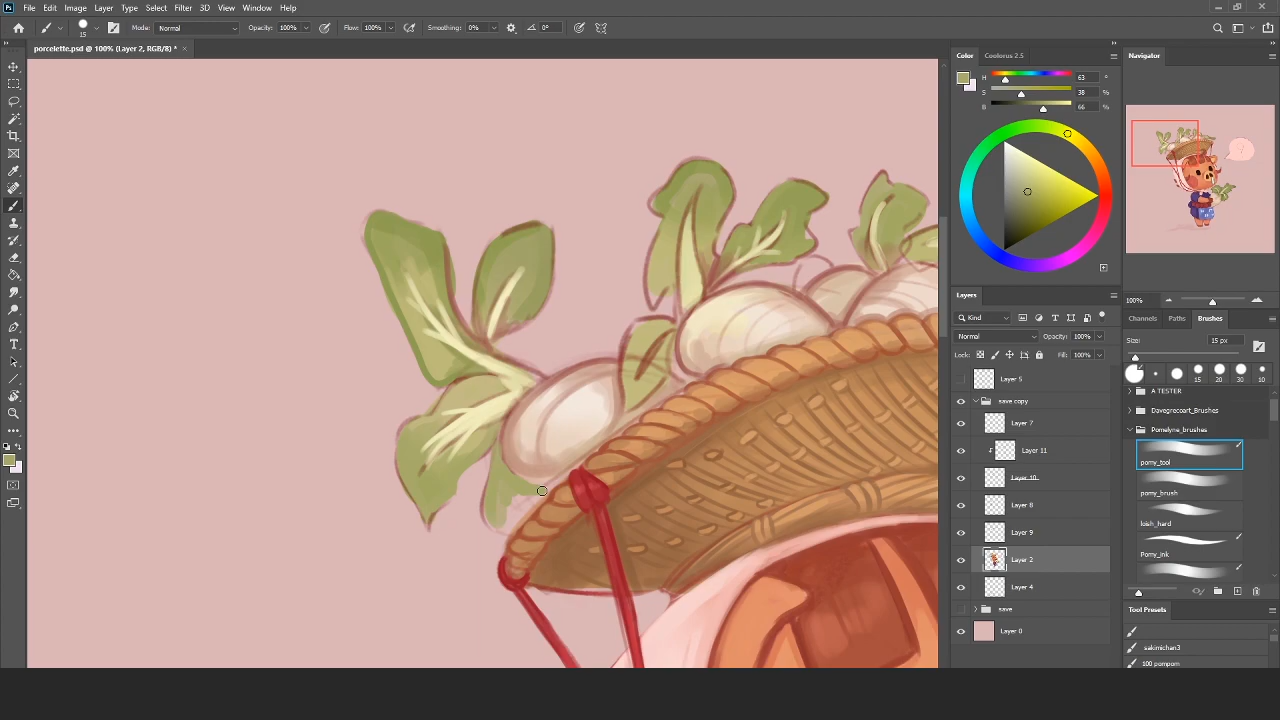 File Edit Image Layer Type Select Filter 3D View Window Help
15 Mode: Normal Opacity: 100% Flow: 100% Smoothing: 0% 0°
porcelette.psd @ 100% (Layer 2, RGB/8) *
Color Coolorus 2.5
H 63 °
S 38 %
B 66 %
Layers
Kind
Normal Opacity: 100%
Lock: Fill: 100%
Layer 5
save copy
Layer 7
Layer 11
Layer 10
Layer 8
Layer 9
Layer 2
Layer 4
save
Layer 0
Navigator
100%
Channels Paths Brushes
Size: 15 px
15 20 30 10
A TESTER
Davegrecoart_Brushes
Pomelyne_brushes
pomy_tool
pomy_brush
loish_hard
Pomy_ink
Tool Presets
sakimichan3
100 pompom